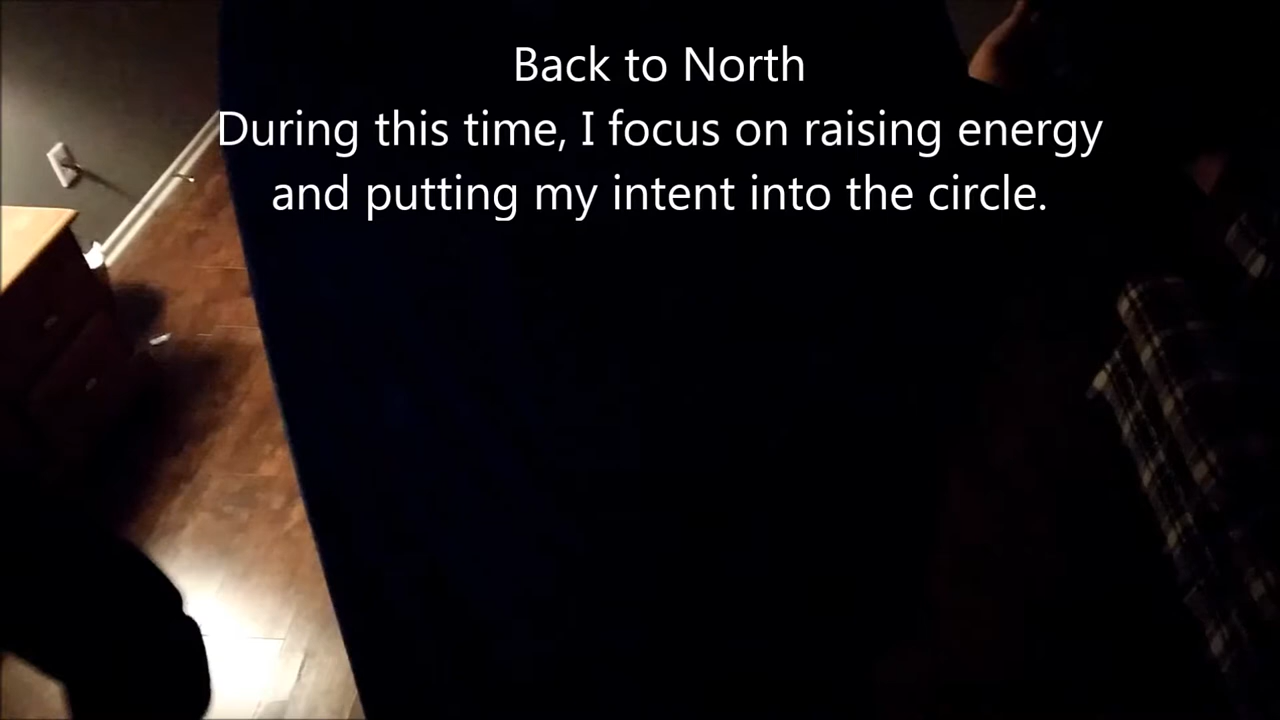 Back to North
During this time, I focus on raising energy
and putting my intent into the circle.